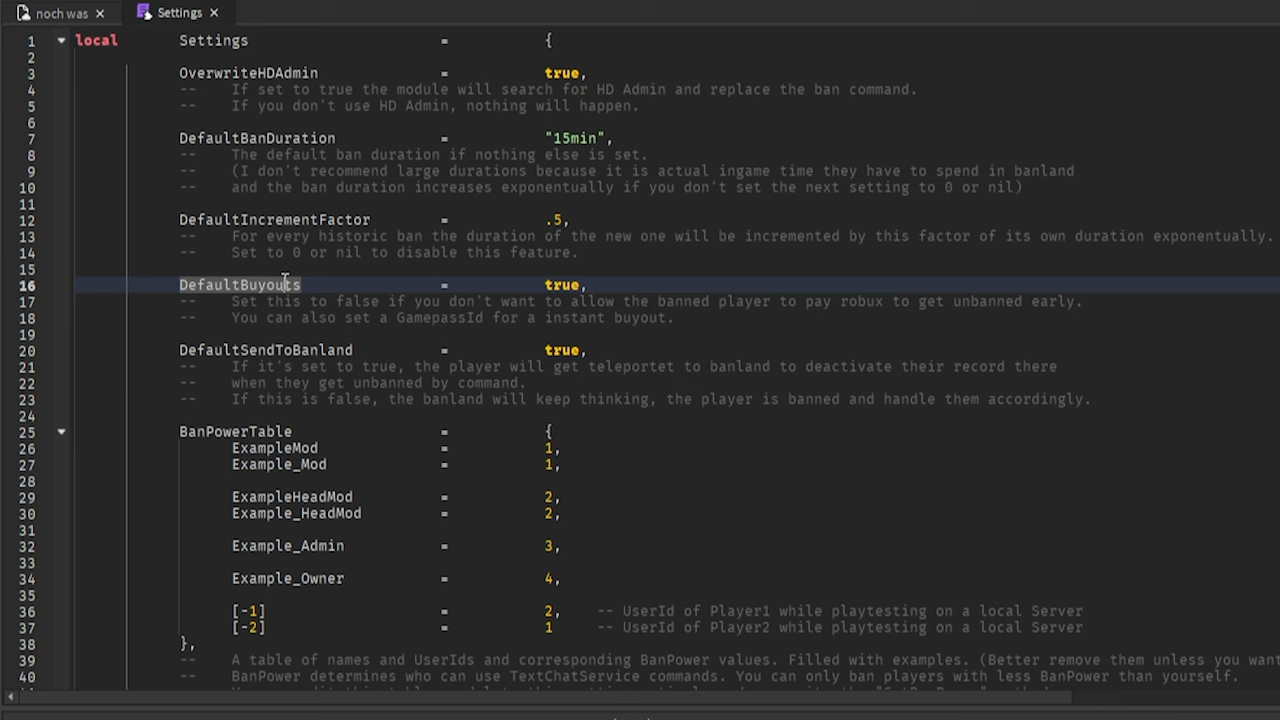 noch was ×
Settings ×
1 local Settings = {
2
3 OverwriteHDAdmin = true,
4 -- If set to true the module will search for HD Admin and replace the ban command.
5 -- If you don't use HD Admin, nothing will happen.
6
7 DefaultBanDuration = "15min",
8 -- The default ban duration if nothing else is set.
9 -- (I don't recommend large durations because it is actual ingame time they have to spend in banland
10 -- and the ban duration increases exponentially if you don't set the next setting to 0 or nil)
11
12 DefaultIncrementFactor = .5,
13 -- For every historic ban the duration of the new one will be incremented by this factor of its own duration exponentially.
14 -- Set to 0 or nil to disable this feature.
15
16 DefaultBuyouts = true,
17 -- Set this to false if you don't want to allow the banned player to pay robux to get unbanned early.
18 -- You can also set a GamepassId for a instant buyout.
19
20 DefaultSendToBanland = true,
21 -- If it's set to true, the player will get teleportet to banland to deactivate their record there
22 -- when they get unbanned by command.
23 -- If this is false, the banland will keep thinking, the player is banned and handle them accordingly.
24
25 BanPowerTable = {
26 ExampleMod = 1,
27 Example_Mod = 1,
28
29 ExampleHeadMod = 2,
30 Example_HeadMod = 2,
31
32 Example_Admin = 3,
33
34 Example_Owner = 4,
35
36 [-1] = 2, -- UserId of Player1 while playtesting on a local Server
37 [-2] = 1 -- UserId of Player2 while playtesting on a local Server
38 },
39 -- A table of names and UserIds and corresponding BanPower values. Filled with examples. (Better remove them unless you want
40 -- BanPower determines who can use TextChatService commands. You can only ban players with less BanPower than yourself.